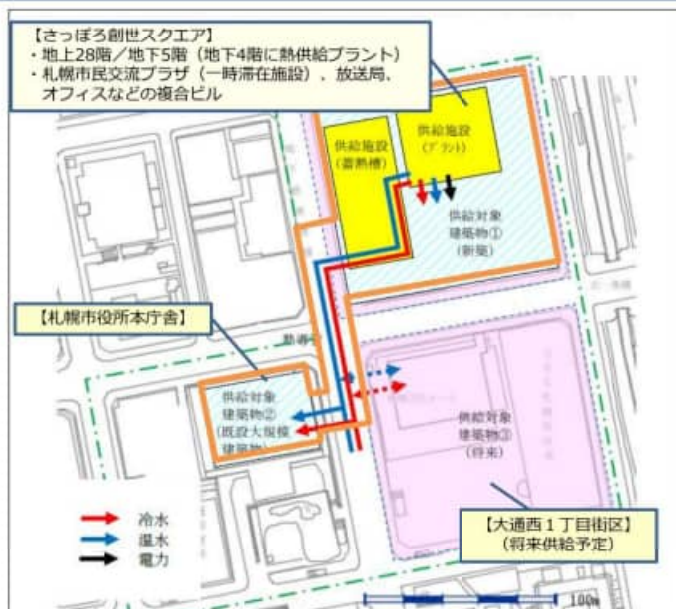 【さっぽろ創世スクエア】
・地上28階／地下5階（地下4階に熱供給プラント）
・札幌市民交流プラザ（一時滞在施設）、放送局、
オフィスなどの複合ビル
供給施設
(蓄熱槽)
供給施設
(プラント)
供給対象
建築物①
(新築)
【札幌市役所本庁舎】
供給対象
建築物②
(既設大規模
建築物)
供給対象
建築物③
(将来)
【大通西１丁目街区】
（将来供給予定）
冷水
温水
電力
100m